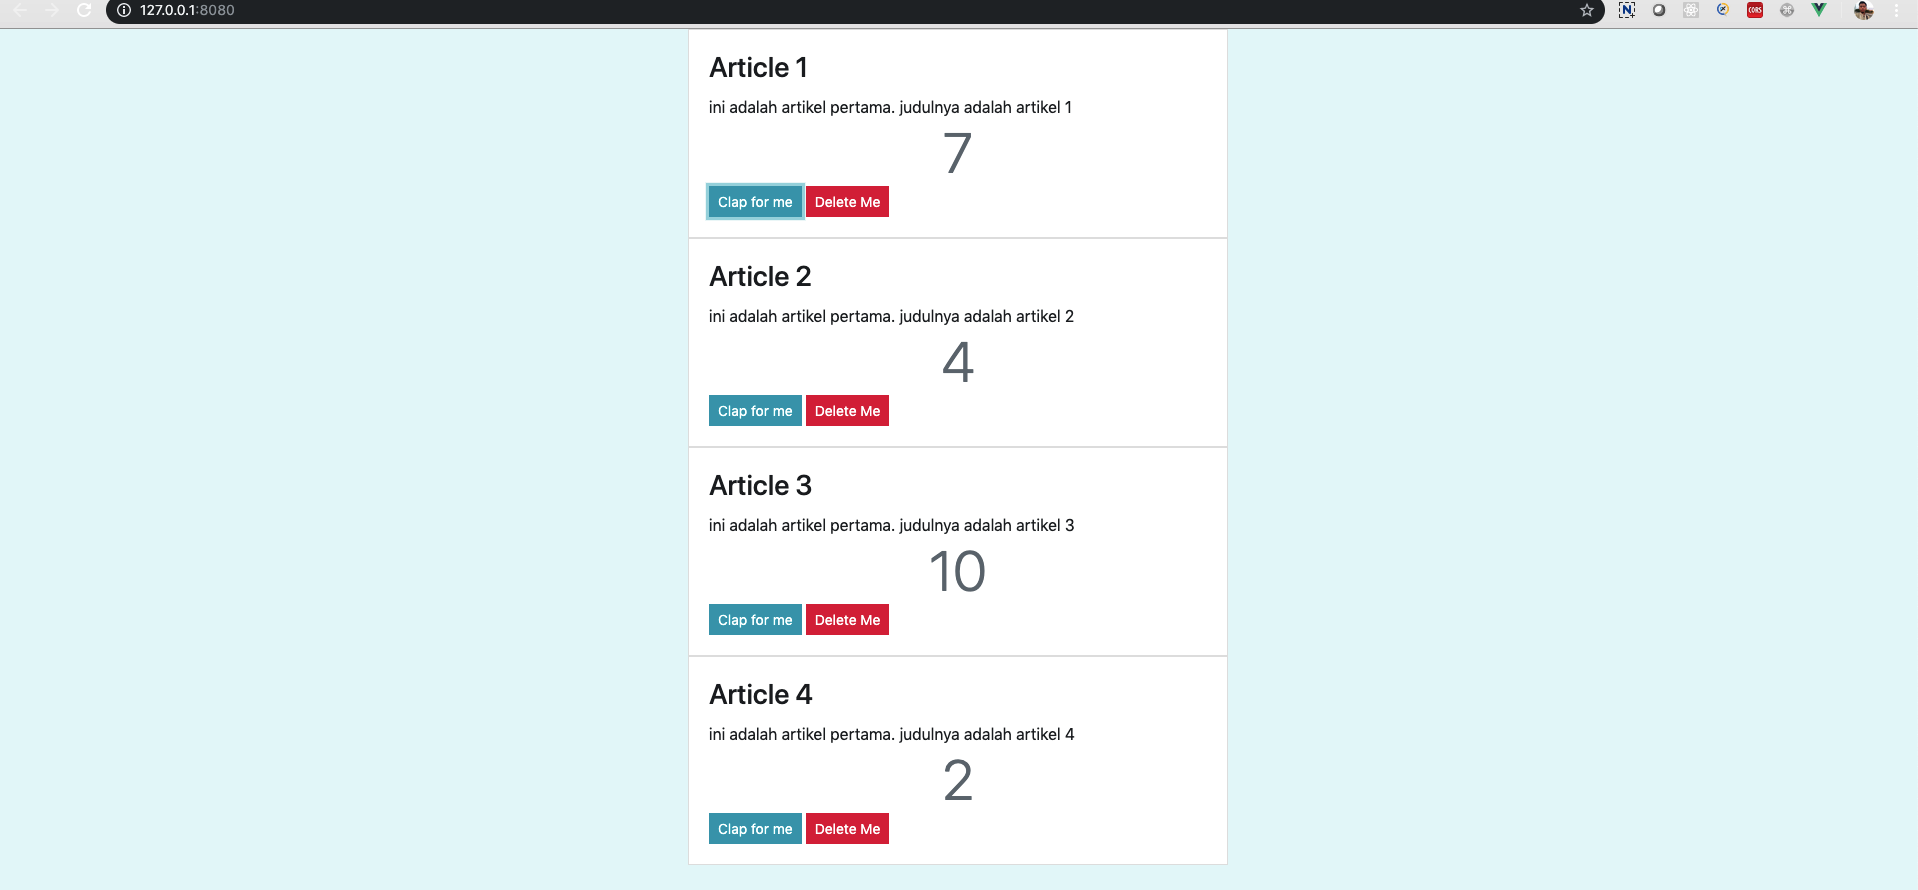 127.0.0.1:8080
CORS
Article 1
ini adalah artikel pertama. judulnya adalah artikel 1
7
Clap for me Delete Me
Article 2
ini adalah artikel pertama. judulnya adalah artikel 2
4
Clap for me Delete Me
Article 3
ini adalah artikel pertama. judulnya adalah artikel 3
10
Clap for me Delete Me
Article 4
ini adalah artikel pertama. judulnya adalah artikel 4
2
Clap for me Delete Me